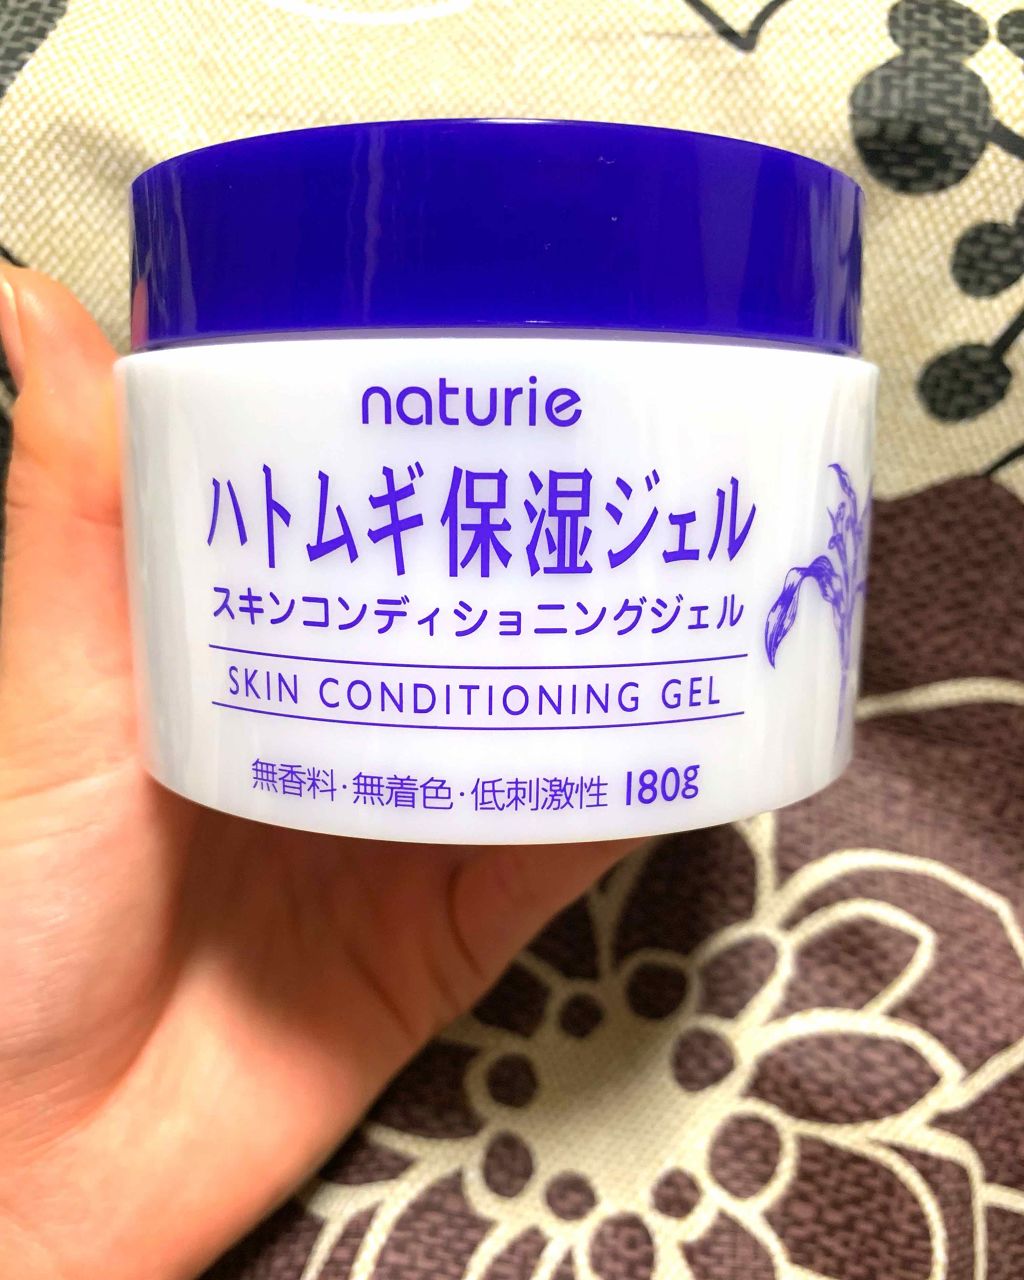 naturie
ハトムギ保湿ジェル
スキンコンディショニングジェル
SKIN CONDITIONING GEL
無香料・無着色・低刺激性 180g